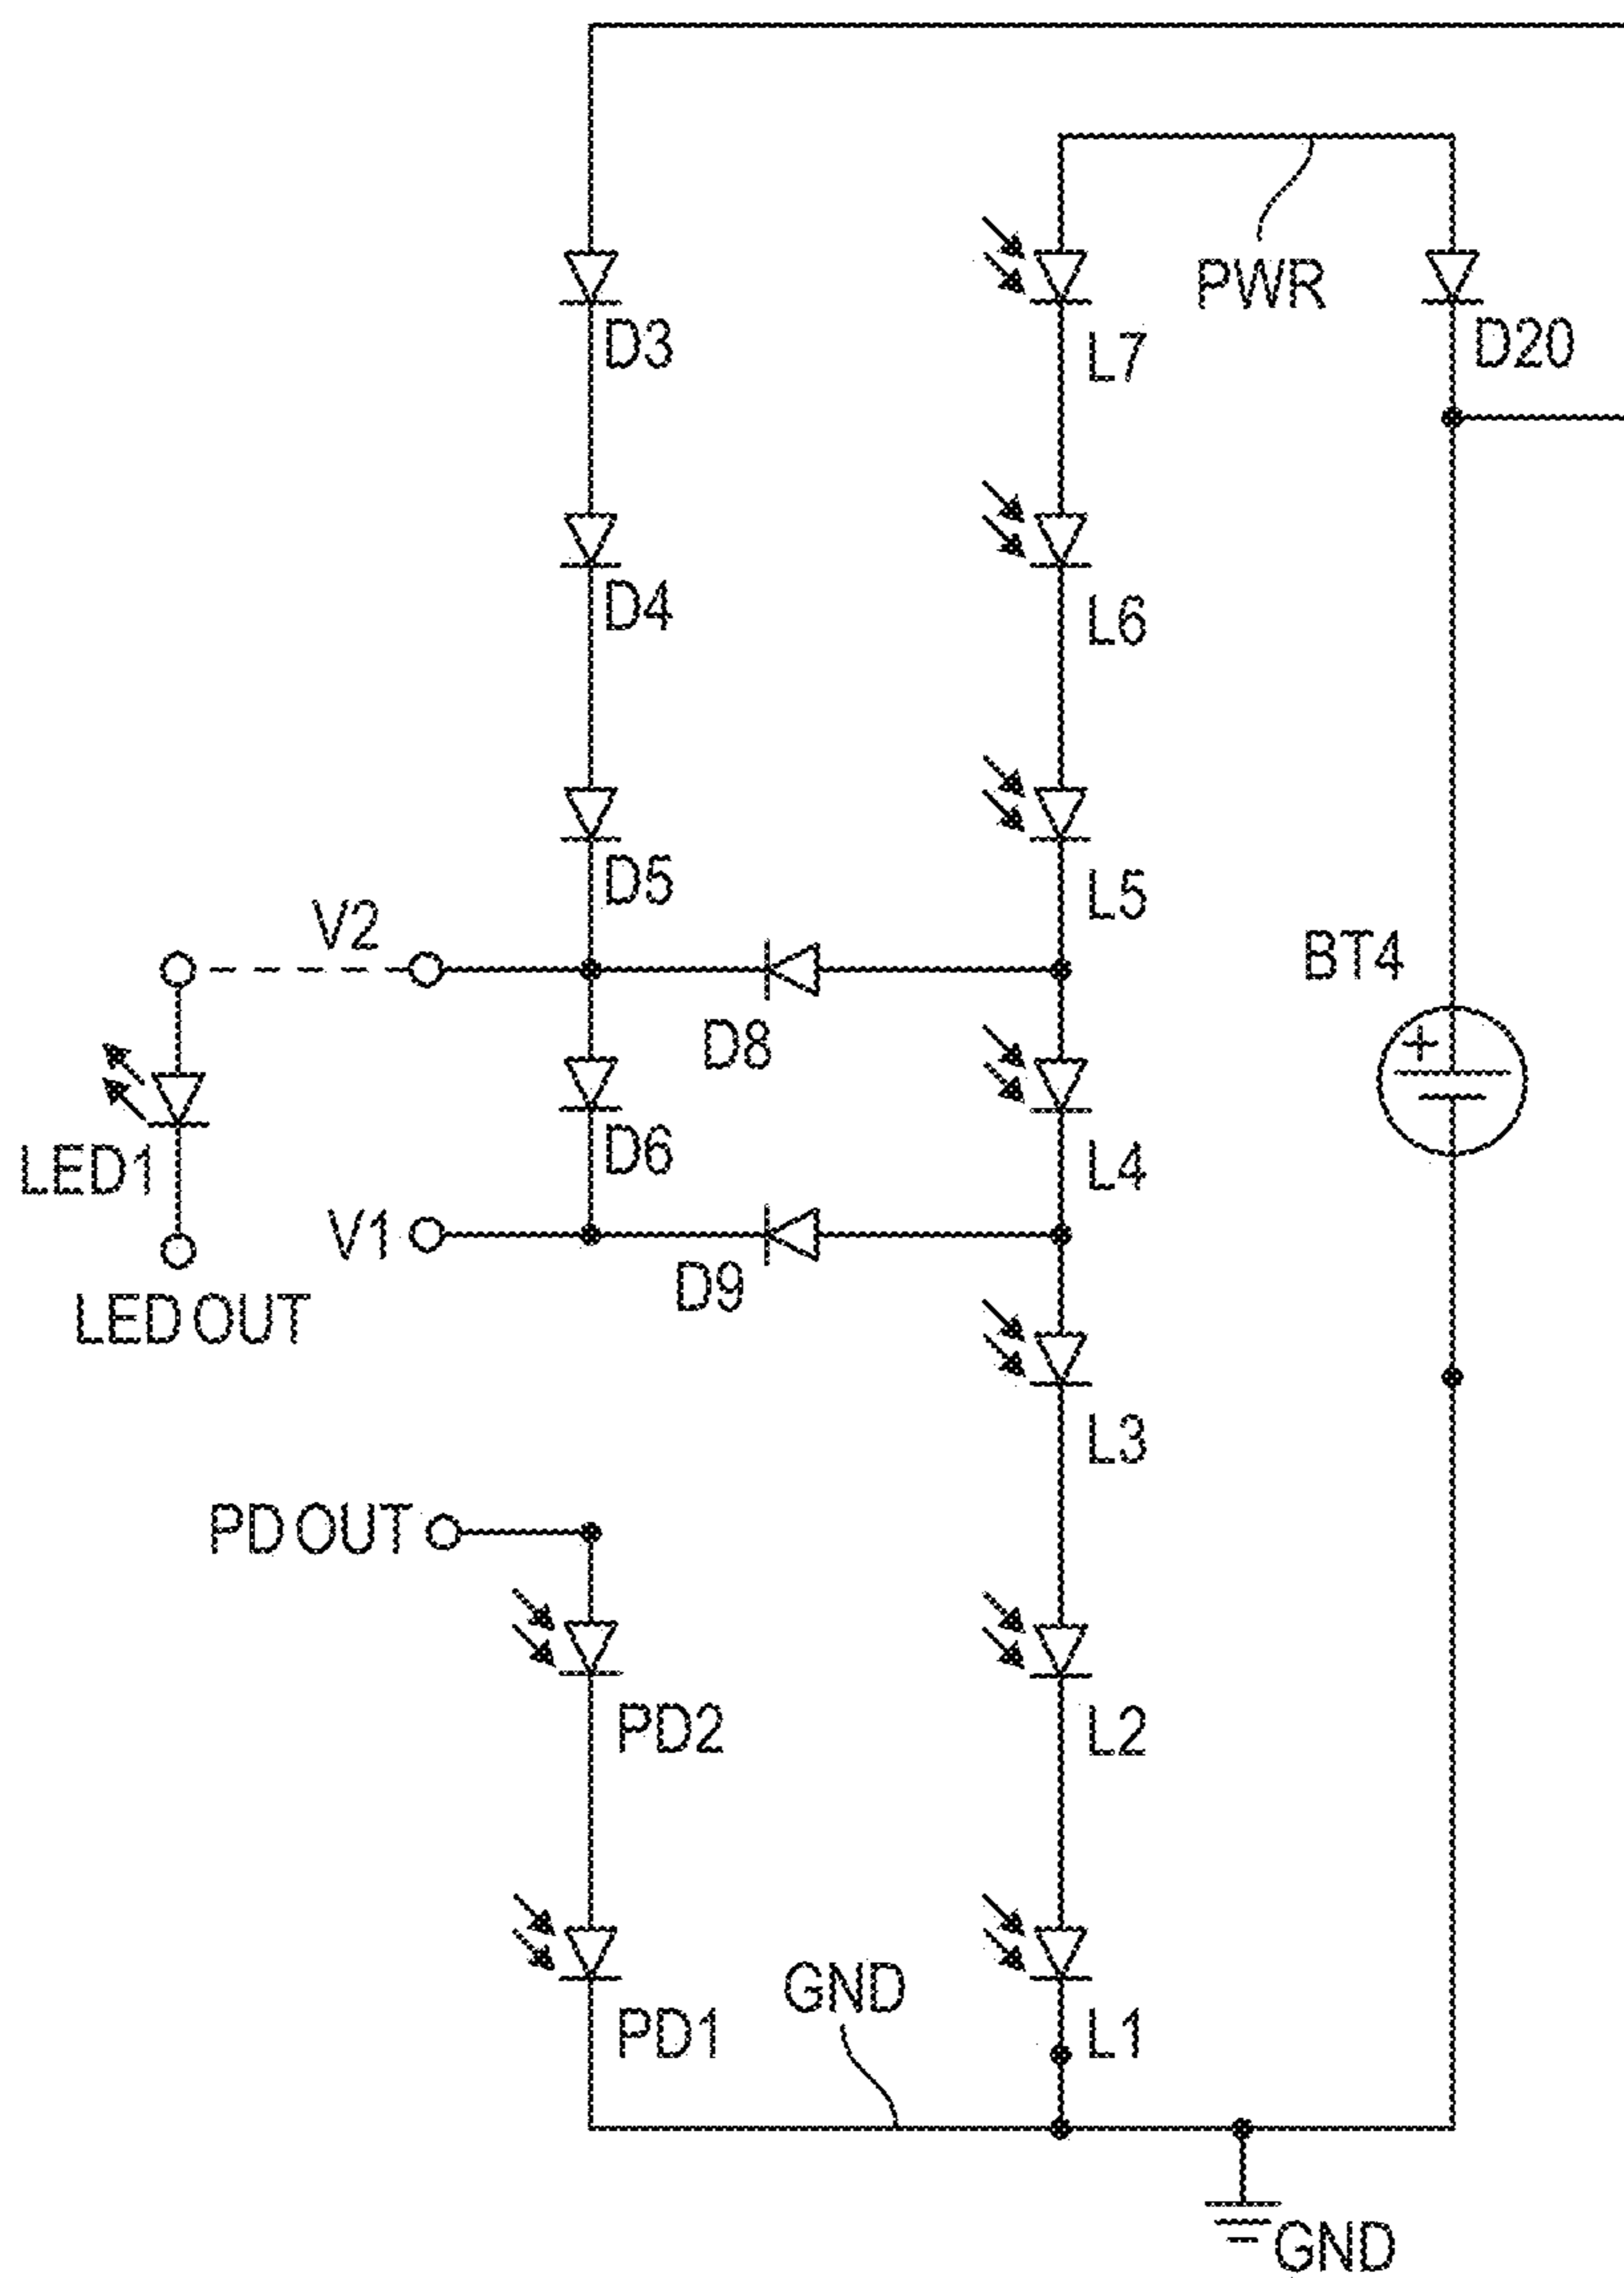 PWR
D3
L7
D20
D4
L6
D5
L5
V2
BT4
+
D8
LED1
D6
L4
V1
D9
LED OUT
L3
PD OUT
PD2
L2
GND
PD1
L1
GND